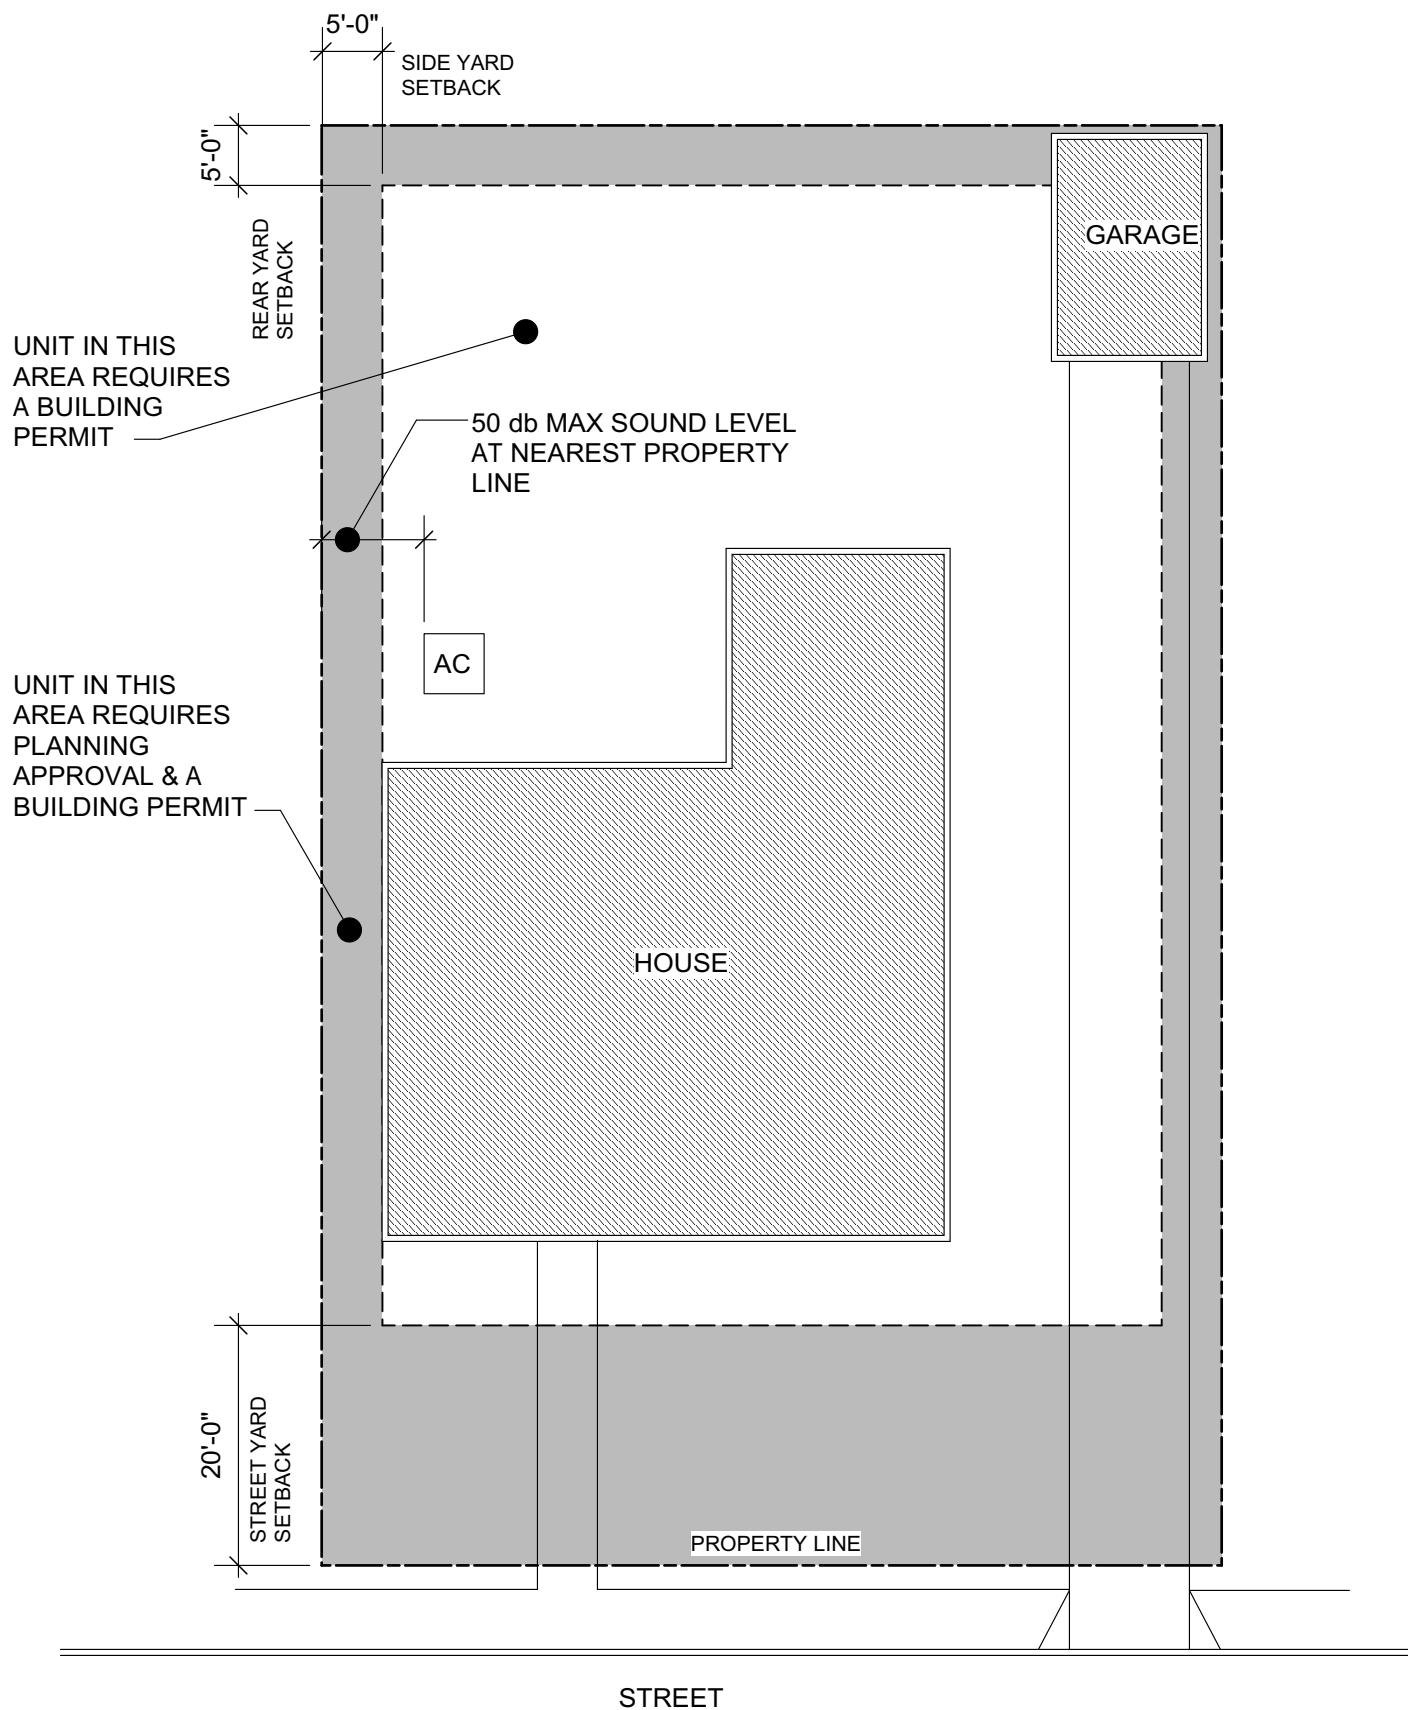 5'-0"
SIDE YARD
SETBACK
5'-0"
REAR YARD
SETBACK
GARAGE
UNIT IN THIS
AREA REQUIRES
A BUILDING
PERMIT
50 db MAX SOUND LEVEL
AT NEAREST PROPERTY
LINE
AC
UNIT IN THIS
AREA REQUIRES
PLANNING
APPROVAL & A
BUILDING PERMIT
HOUSE
20'-0"
STREET YARD
SETBACK
PROPERTY LINE
STREET